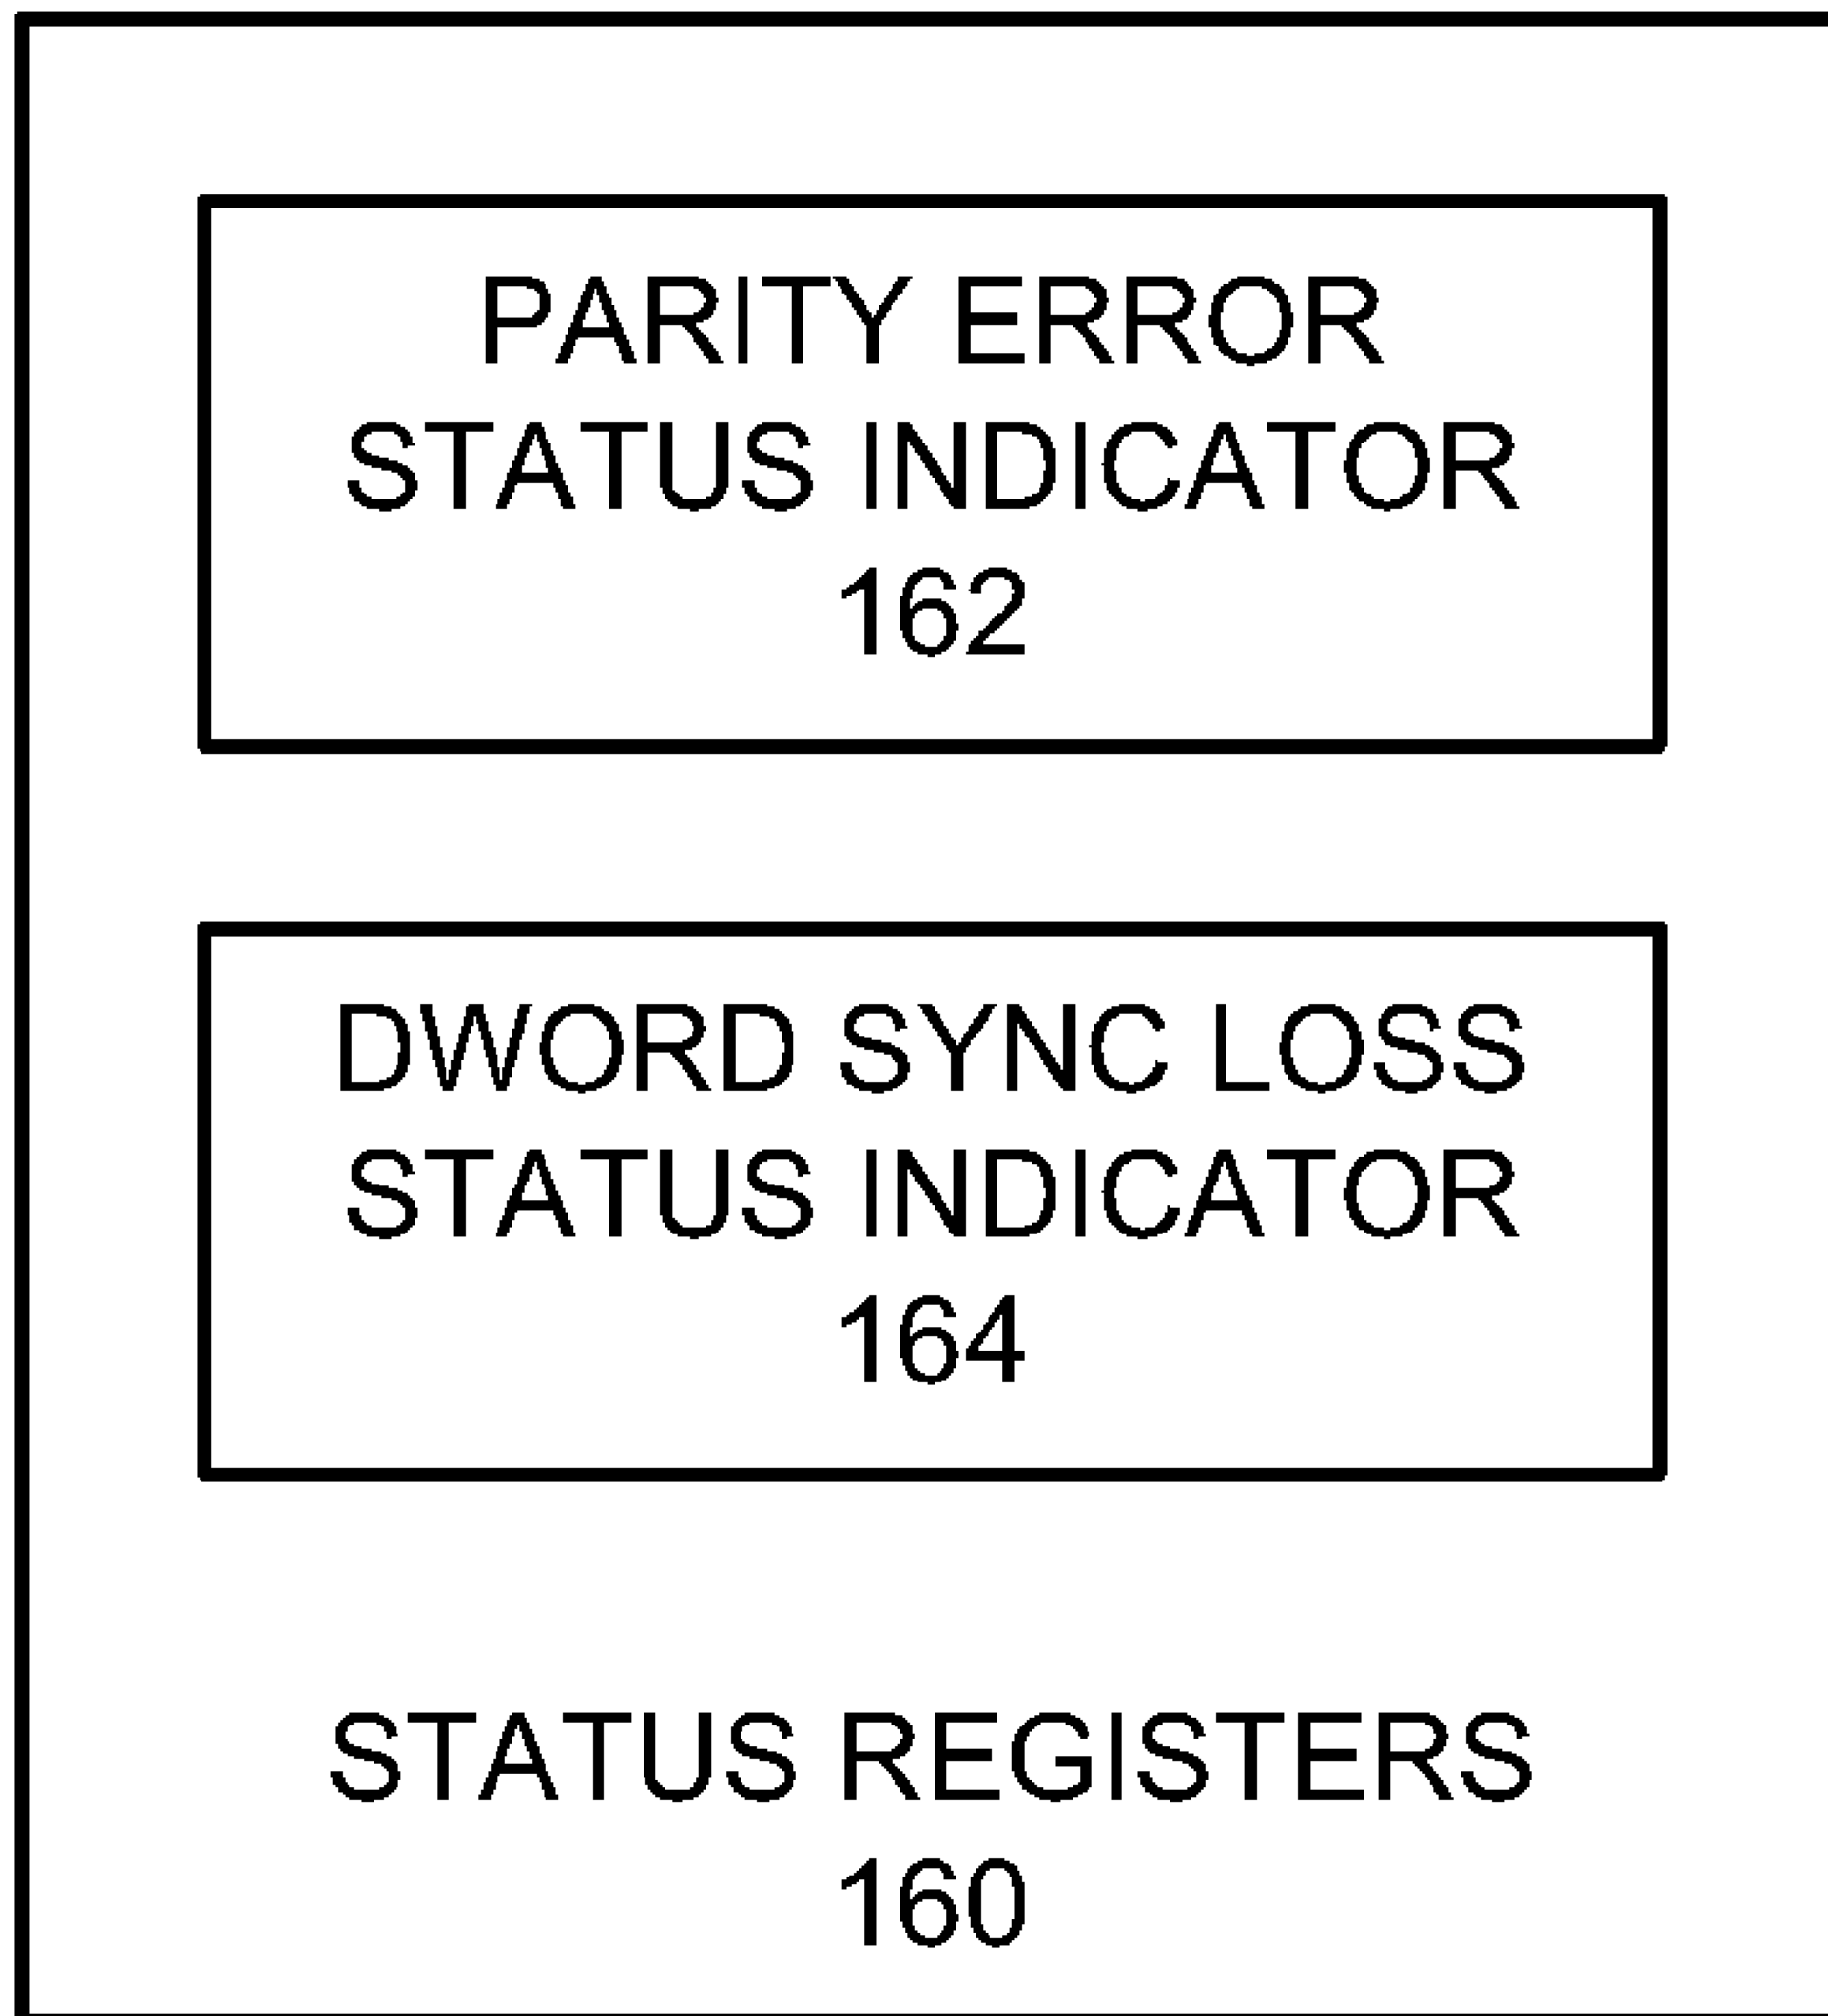 PARITY ERROR
STATUS INDICATOR
162
DWORD SYNC LOSS
STATUS INDICATOR
164
STATUS REGISTERS
160